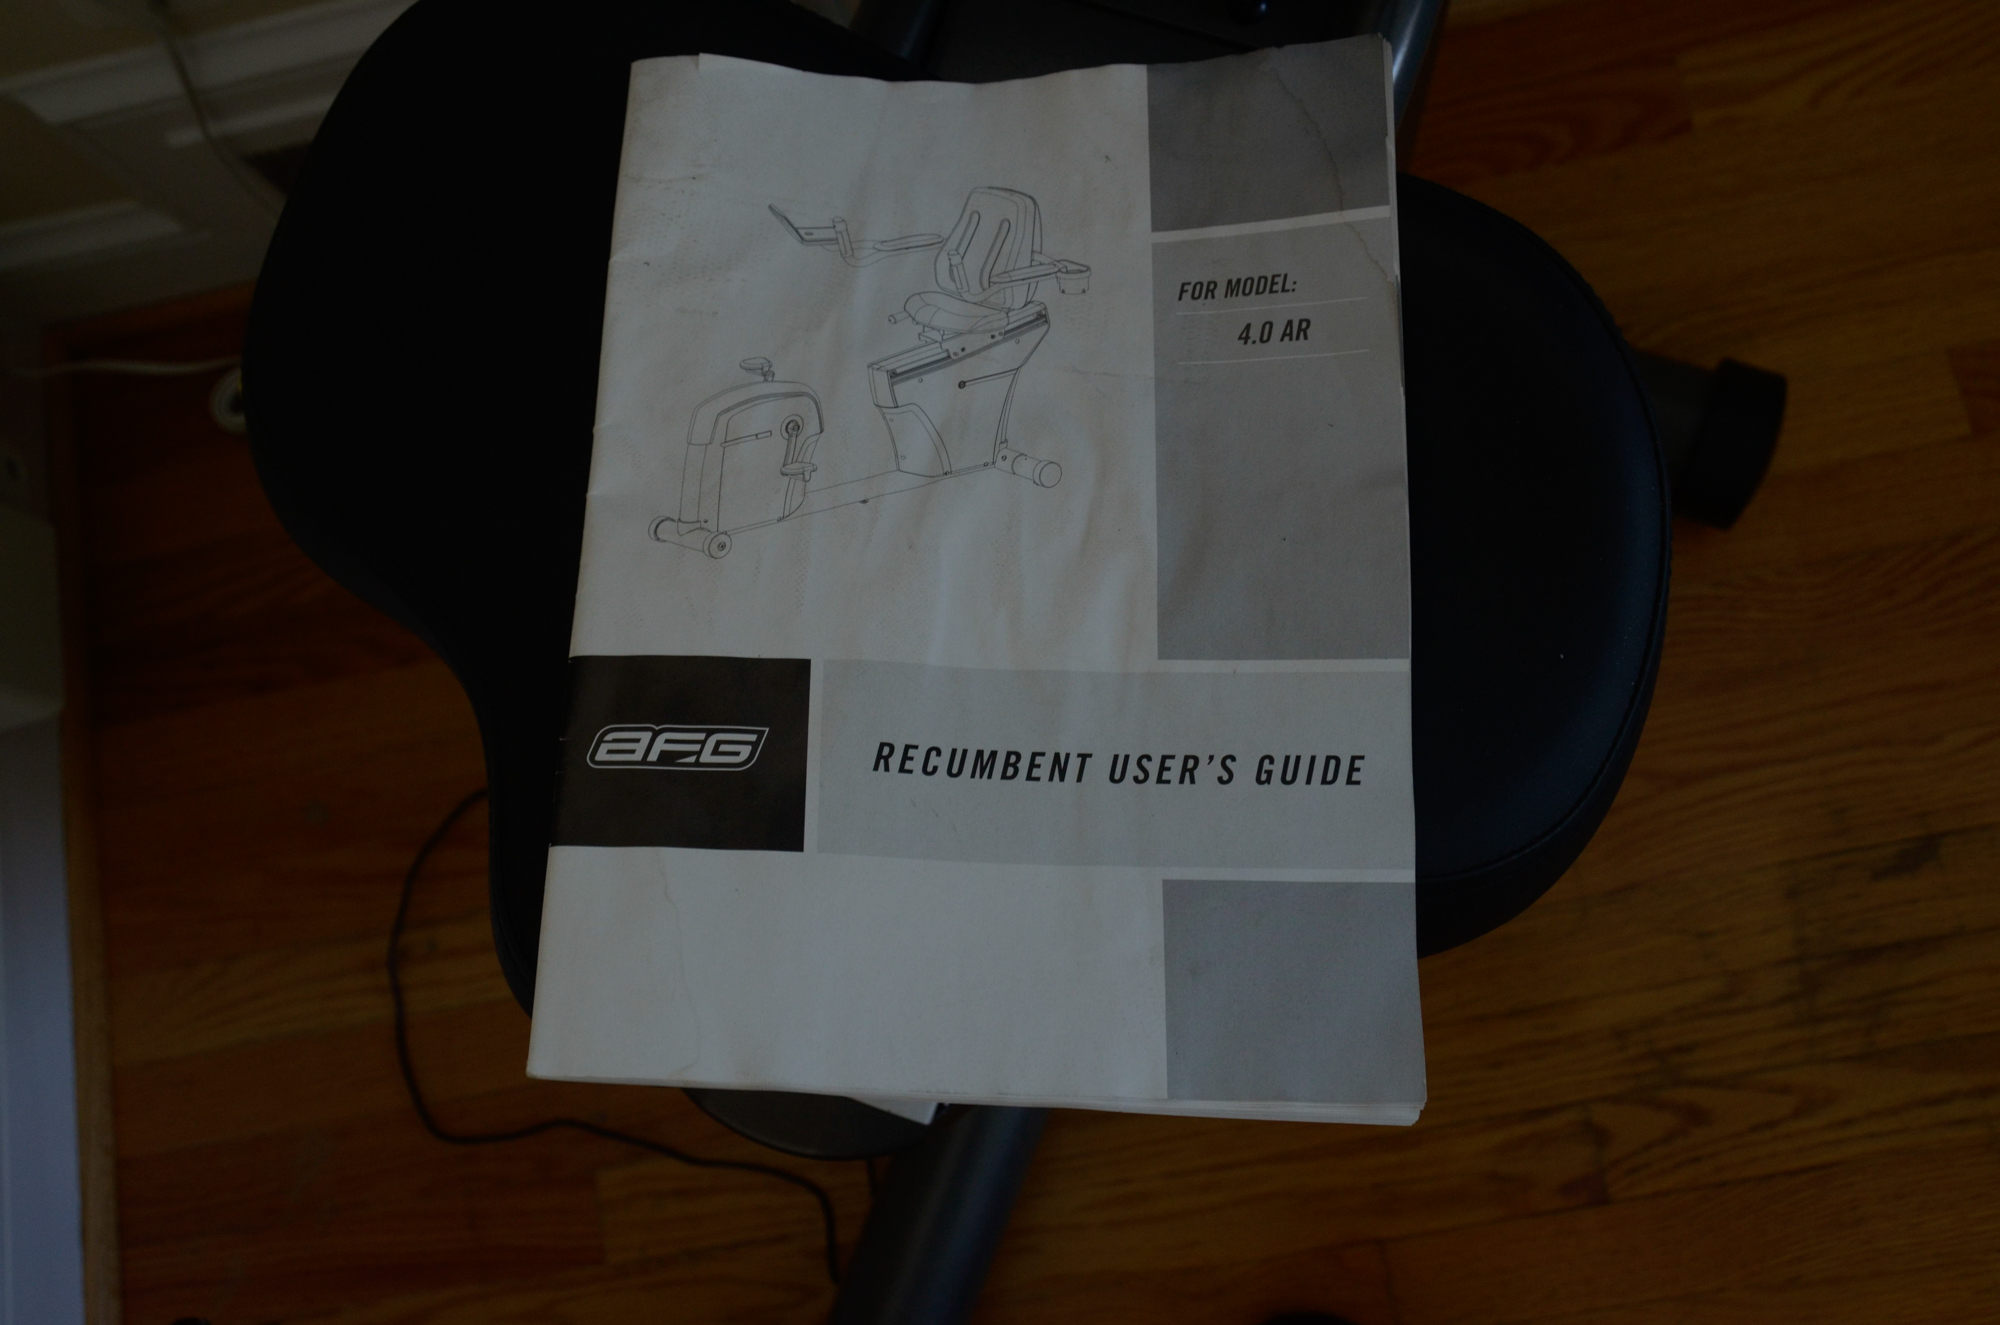 FOR MODEL:
4.0 AR
AFG
RECUMBENT USER'S GUIDE